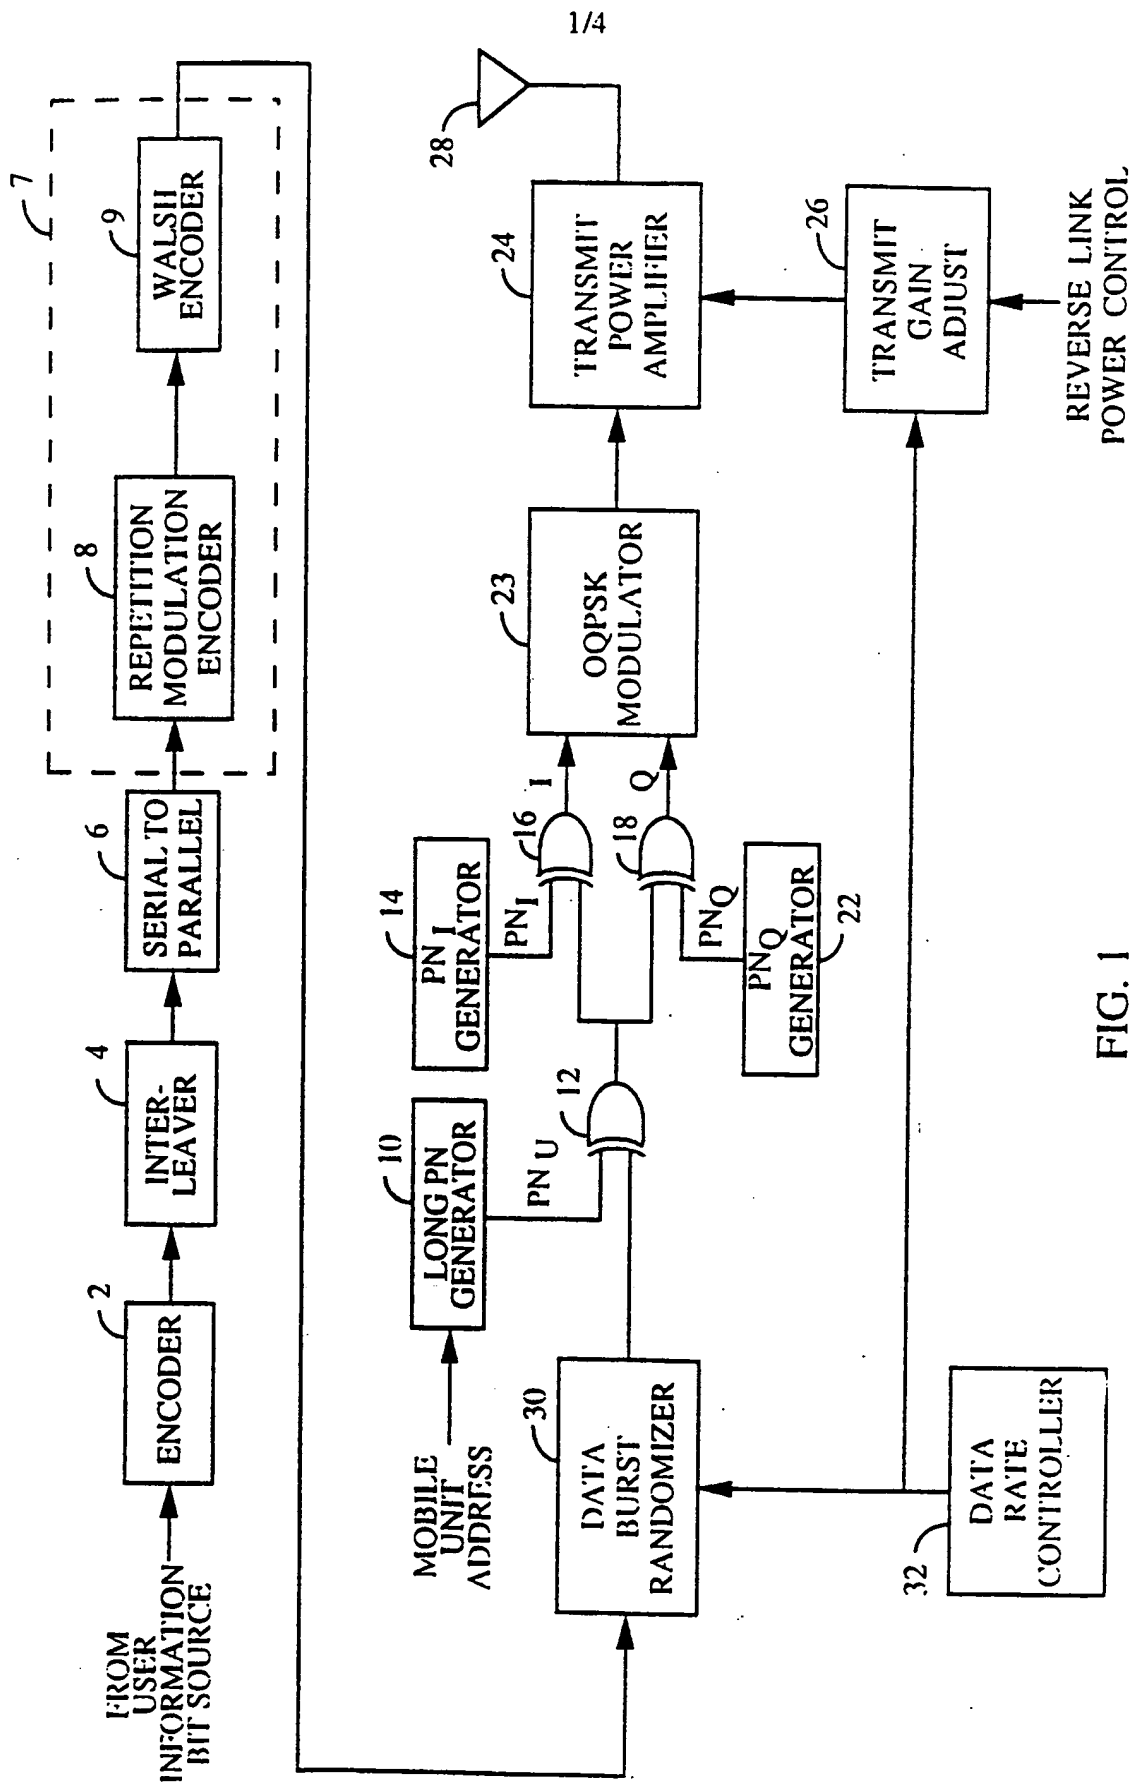 1/4
7
FROM
USER
INFORMATION
BIT SOURCE
2
ENCODER
4
INTER-
LEAVER
6
SERIAL TO
PARALLEL
8
REPETITION
MODULATION
ENCODER
9
WALSH
ENCODER
MOBILE
UNIT
ADDRESS
10
LONG PN
GENERATOR
PN U
14
PN I
GENERATOR
PN I
30
DATA
BURST
RANDOMIZER
12
16
I
18
Q
PN Q
PN Q
GENERATOR
22
23
OQPSK
MODULATOR
24
TRANSMIT
POWER
AMPLIFIER
28
32
DATA
RATE
CONTROLLER
26
TRANSMIT
GAIN
ADJUST
REVERSE LINK
POWER CONTROL
FIG. 1